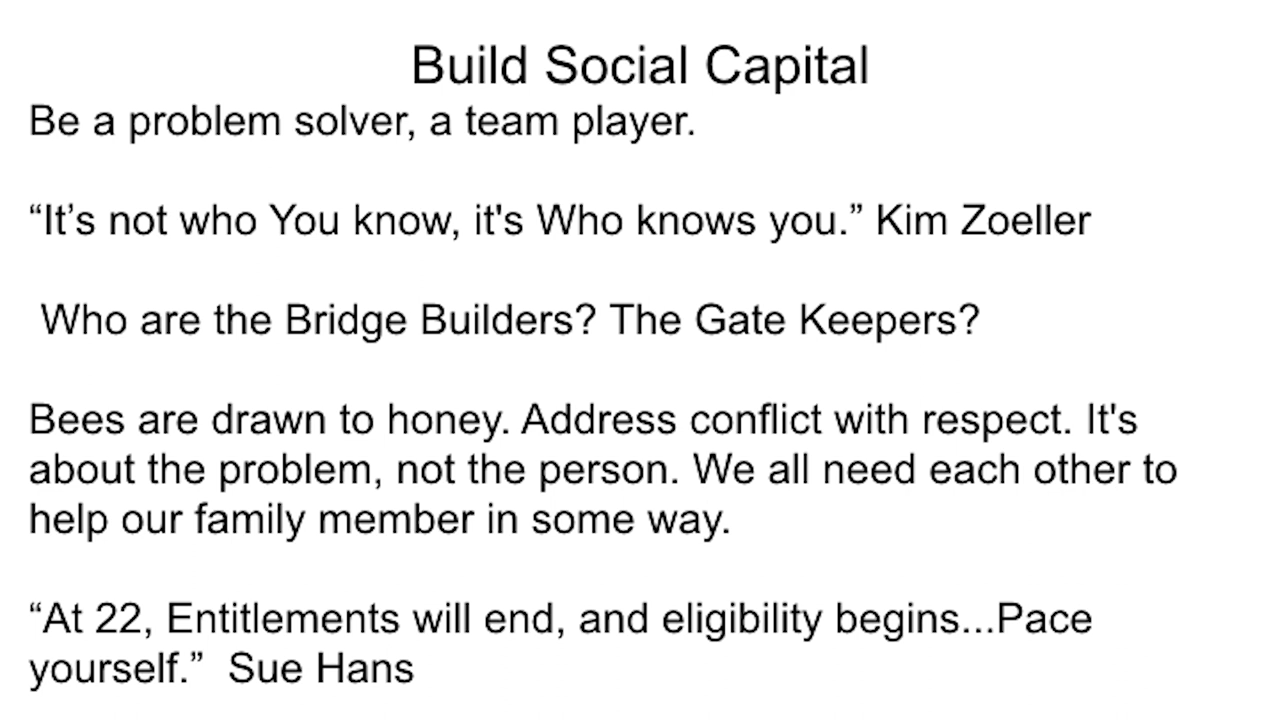 Build Social Capital
Be a problem solver, a team player.
“It’s not who You know, it's Who knows you.” Kim Zoeller
Who are the Bridge Builders? The Gate Keepers?
Bees are drawn to honey. Address conflict with respect. It's
about the problem, not the person. We all need each other to
help our family member in some way.
“At 22, Entitlements will end, and eligibility begins...Pace
yourself.”  Sue Hans